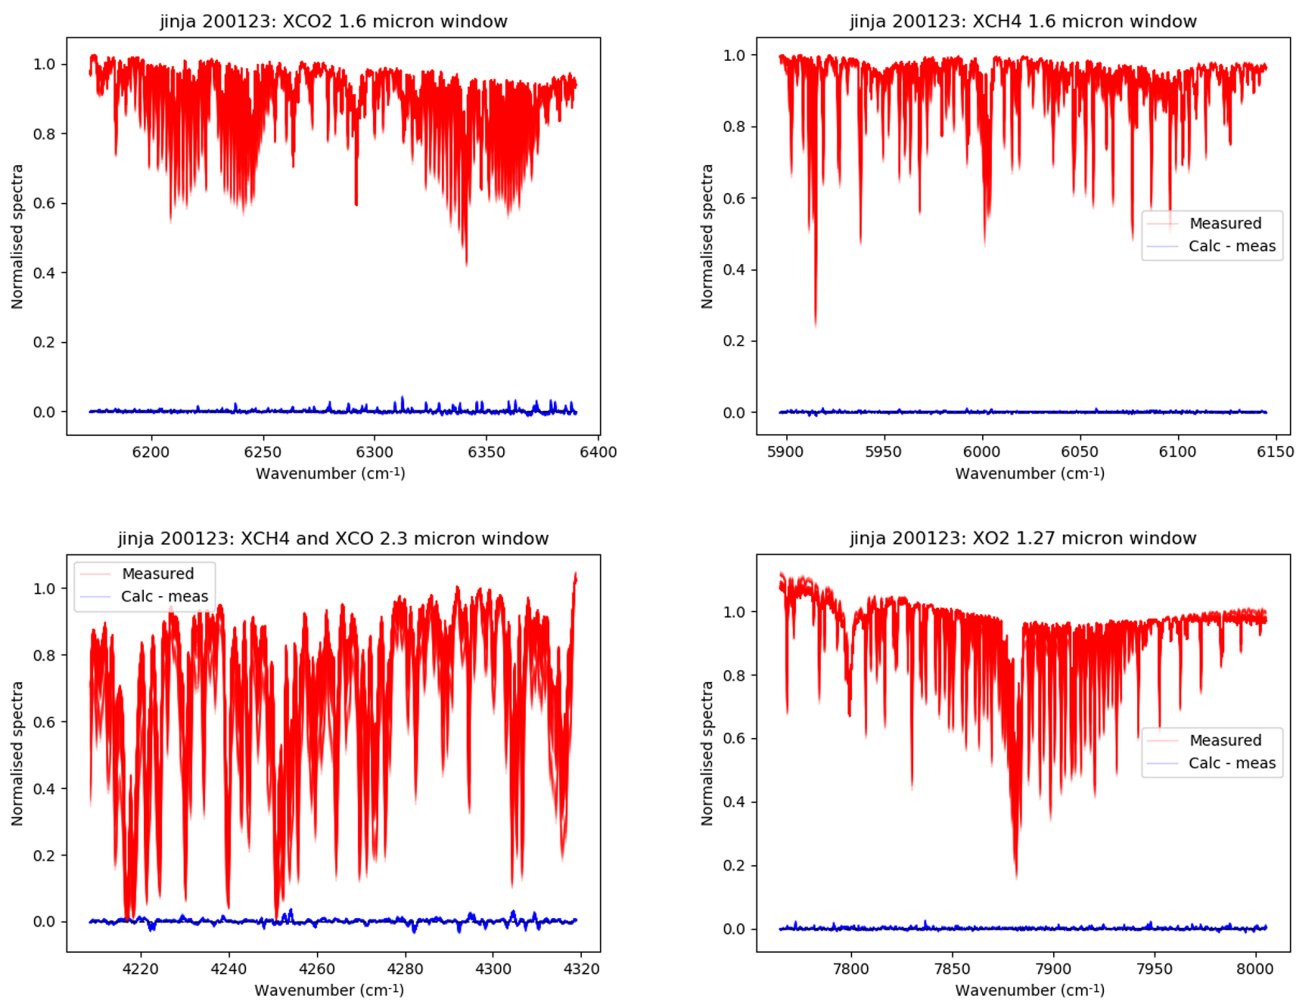 jinja 200123: XCO2 1.6 micron window
1.0
0.8
0.6
0.4
0.2
0.0
Normalised spectra
6200
6250
6300
6350
6400
Wavenumber (cm-1)
jinja 200123: XCH4 1.6 micron window
1.0
0.8
0.6
0.4
0.2
0.0
Normalised spectra
Measured
Calc - meas
5900
5950
6000
6050
6100
6150
Wavenumber (cm-1)
jinja 200123: XCH4 and XCO 2.3 micron window
Measured
Calc - meas
1.0
0.8
0.6
0.4
0.2
0.0
Normalised spectra
4220
4240
4260
4280
4300
4320
Wavenumber (cm-1)
jinja 200123: XO2 1.27 micron window
1.0
0.8
0.6
0.4
0.2
0.0
Normalised spectra
Measured
Calc - meas
7800
7850
7900
7950
8000
Wavenumber (cm-1)